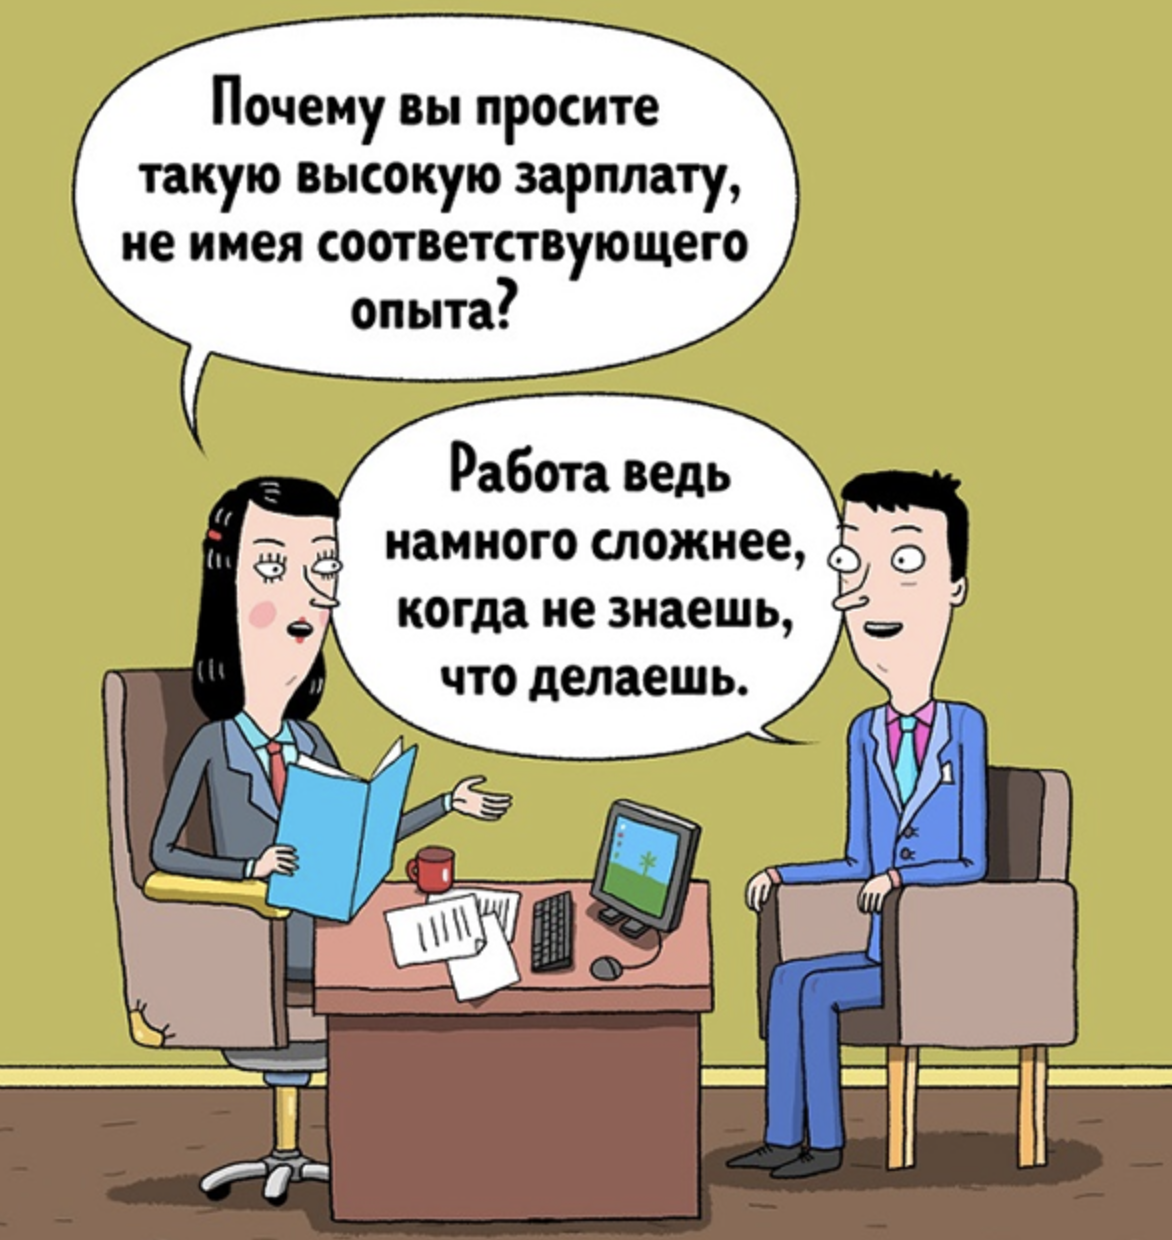 Почему вы просите
такую высокую зарплату,
не имея соответствующего
опыта?
Работа ведь
намного сложнее,
когда не знаешь,
что делаешь.